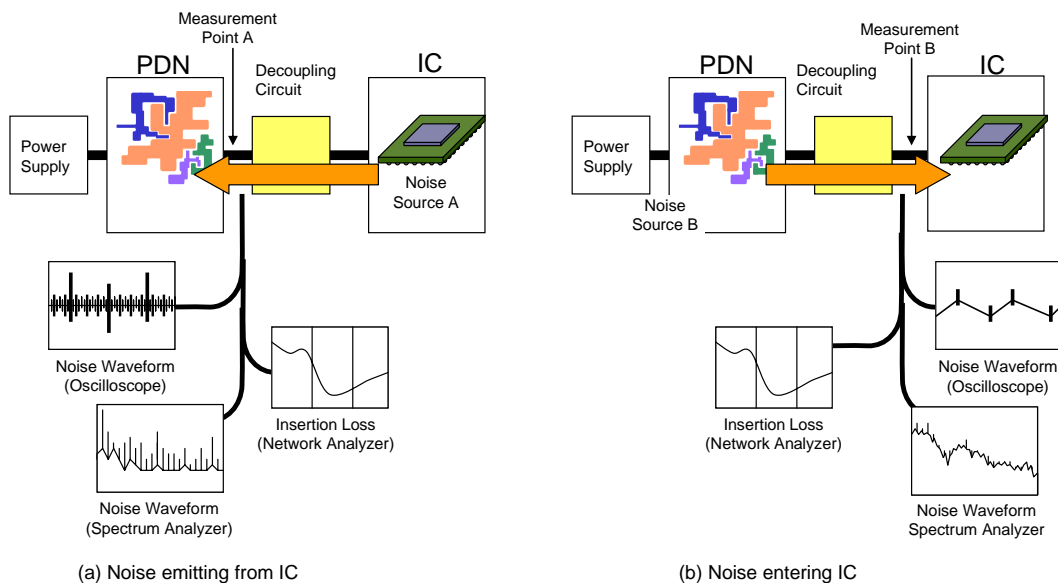 Measurement
Point A
PDN
Decoupling
Circuit
IC
Power
Supply
Noise
Source A
Noise Waveform
(Oscilloscope)
Insertion Loss
(Network Analyzer)
Noise Waveform
(Spectrum Analyzer)
(a) Noise emitting from IC
Measurement
Point B
PDN
Decoupling
Circuit
IC
Power
Supply
Noise
Source B
Noise Waveform
(Oscilloscope)
Insertion Loss
(Network Analyzer)
Noise Waveform
Spectrum Analyzer
(b) Noise entering IC